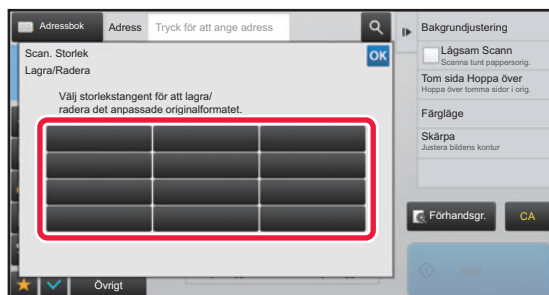 Adressbok
Adress
Tryck för att ange adress
Scan. Storlek
OK
Lagra/Radera
Välj storlekstangent för att lagra/
radera det anpassade originalformatet.
Övrigt
Bakgrundjustering
Lågsam Scann
Scanna tunt pappersorig.
Tom sida Hoppa över
Hoppa över tomma sidor i orig.
Färgläge
Skärpa
Justera bildens kontur
Förhandsgr.
CA
Start